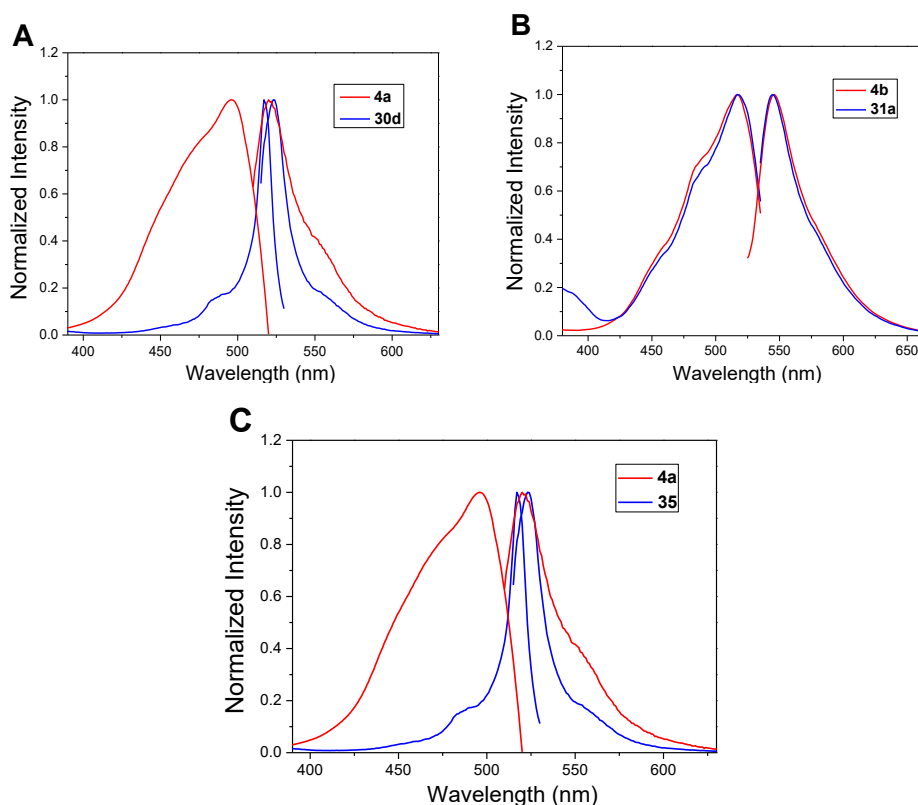 A
Normalized Intensity
1.2
1.0
0.8
0.6
0.4
0.2
0.0
4a
30d
400 450 500 550 600
Wavelength (nm)
B
Normalized Intensity
1.2
1.0
0.8
0.6
0.4
0.2
0.0
4b
31a
400 450 500 550 600 650
Wavelength (nm)
C
Normalized Intensity
1.2
1.0
0.8
0.6
0.4
0.2
0.0
4a
35
400 450 500 550 600
Wavelength (nm)